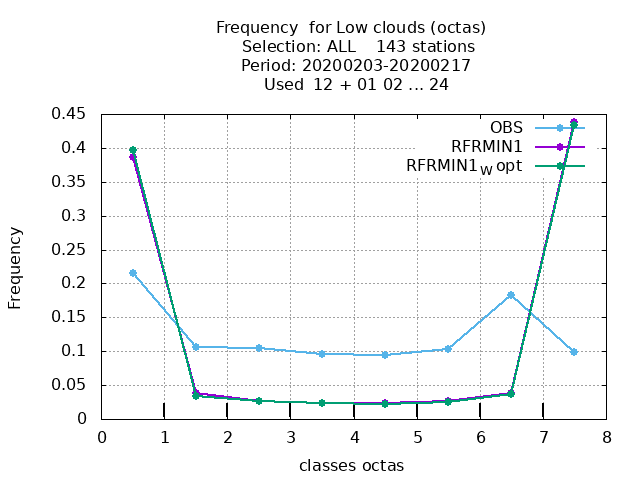 Frequency  for Low clouds (octas)
Selection: ALL    143 stations
Period: 20200203-20200217
Used  12 + 01 02 ... 24
0.45
0.4
0.35
0.3
0.25
0.2
0.15
0.1
0.05
0
Frequency
OBS
RFRMIN1
RFRMIN1w opt
0 1 2 3 4 5 6 7 8
classes octas